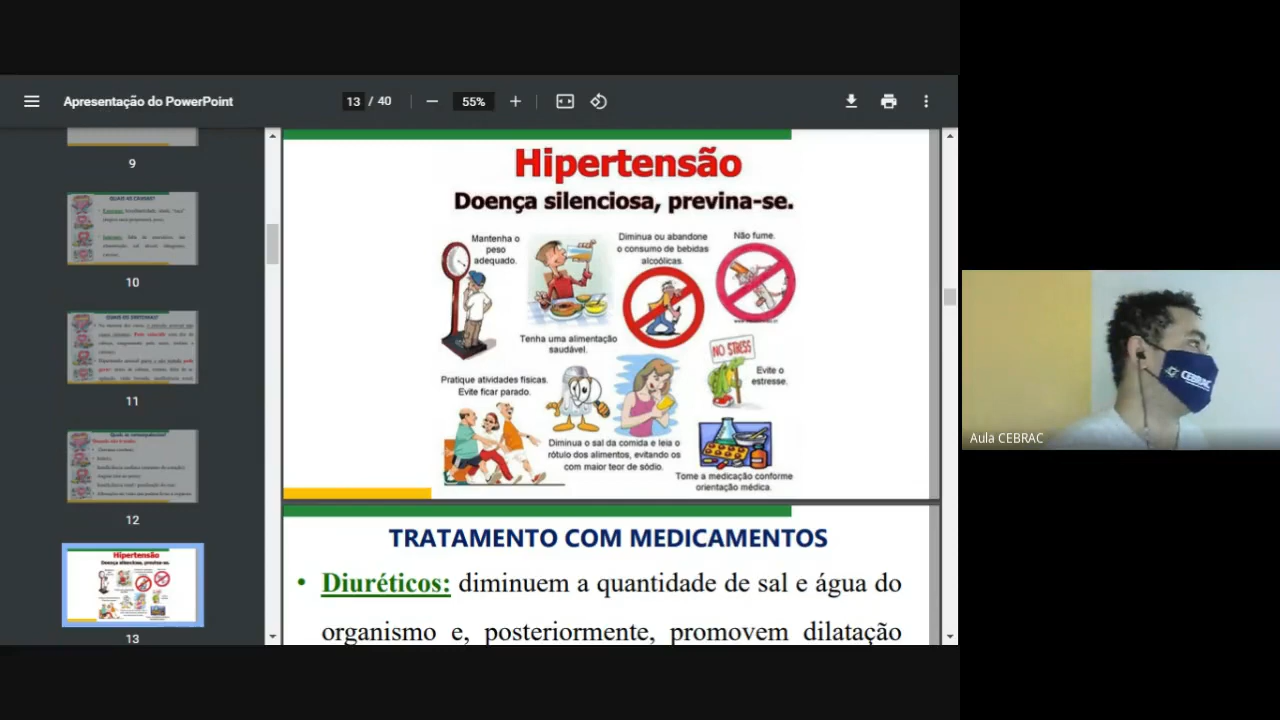 Apresentação do PowerPoint
13 / 40
55%
9
QUAIS AS CAUSAS?
10
11
12
Hipertensão
13
Hipertensão
Doença silenciosa, previna-se.
Mantenha o
peso
adequado.
Diminua ou abandone
o consumo de bebidas
alcoólicas.
Não fume.
Tenha uma alimentação
saudável.
NO STRESS
Evite o
estresse.
Pratique atividades físicas.
Evite ficar parado.
Diminua o sal da comida e leia o
rótulo dos alimentos, evitando os
com maior teor de sódio.
Tome a medicação conforme
orientação médica.
TRATAMENTO COM MEDICAMENTOS
• Diuréticos: diminuem a quantidade de sal e água do
organismo e, posteriormente, promovem dilatação
CEBRAC
Aula CEBRAC